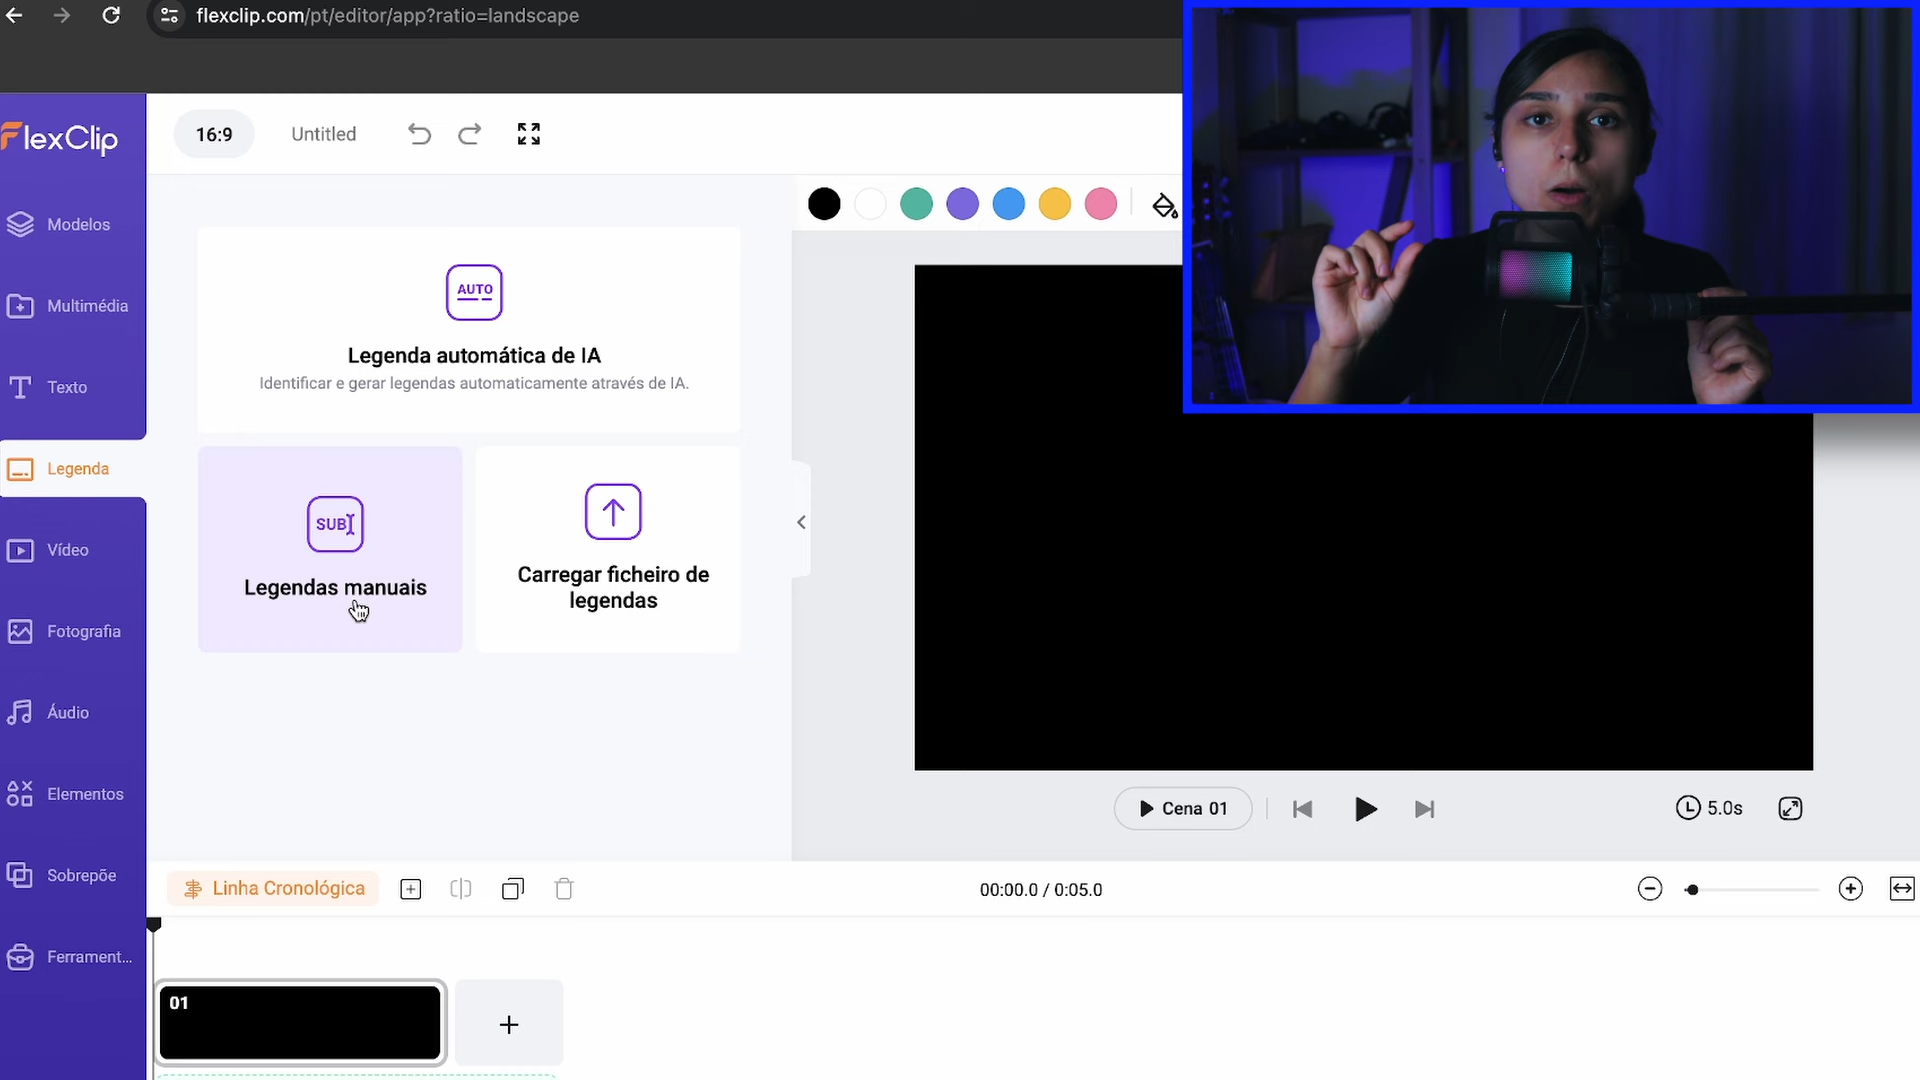 flexclip.com/pt/editor/app?ratio=landscape
FlexClip
16:9
Untitled
Modelos
Multimédia
Texto
Legenda
Vídeo
Fotografia
Áudio
Elementos
Sobrepõe
Ferrament...
AUTO
Legenda automática de IA
Identificar e gerar legendas automaticamente através de IA.
SUB
Legendas manuais
Carregar ficheiro de
legendas
Cena 01
5.0s
Linha Cronológica
00:00.0 / 0:05.0
01